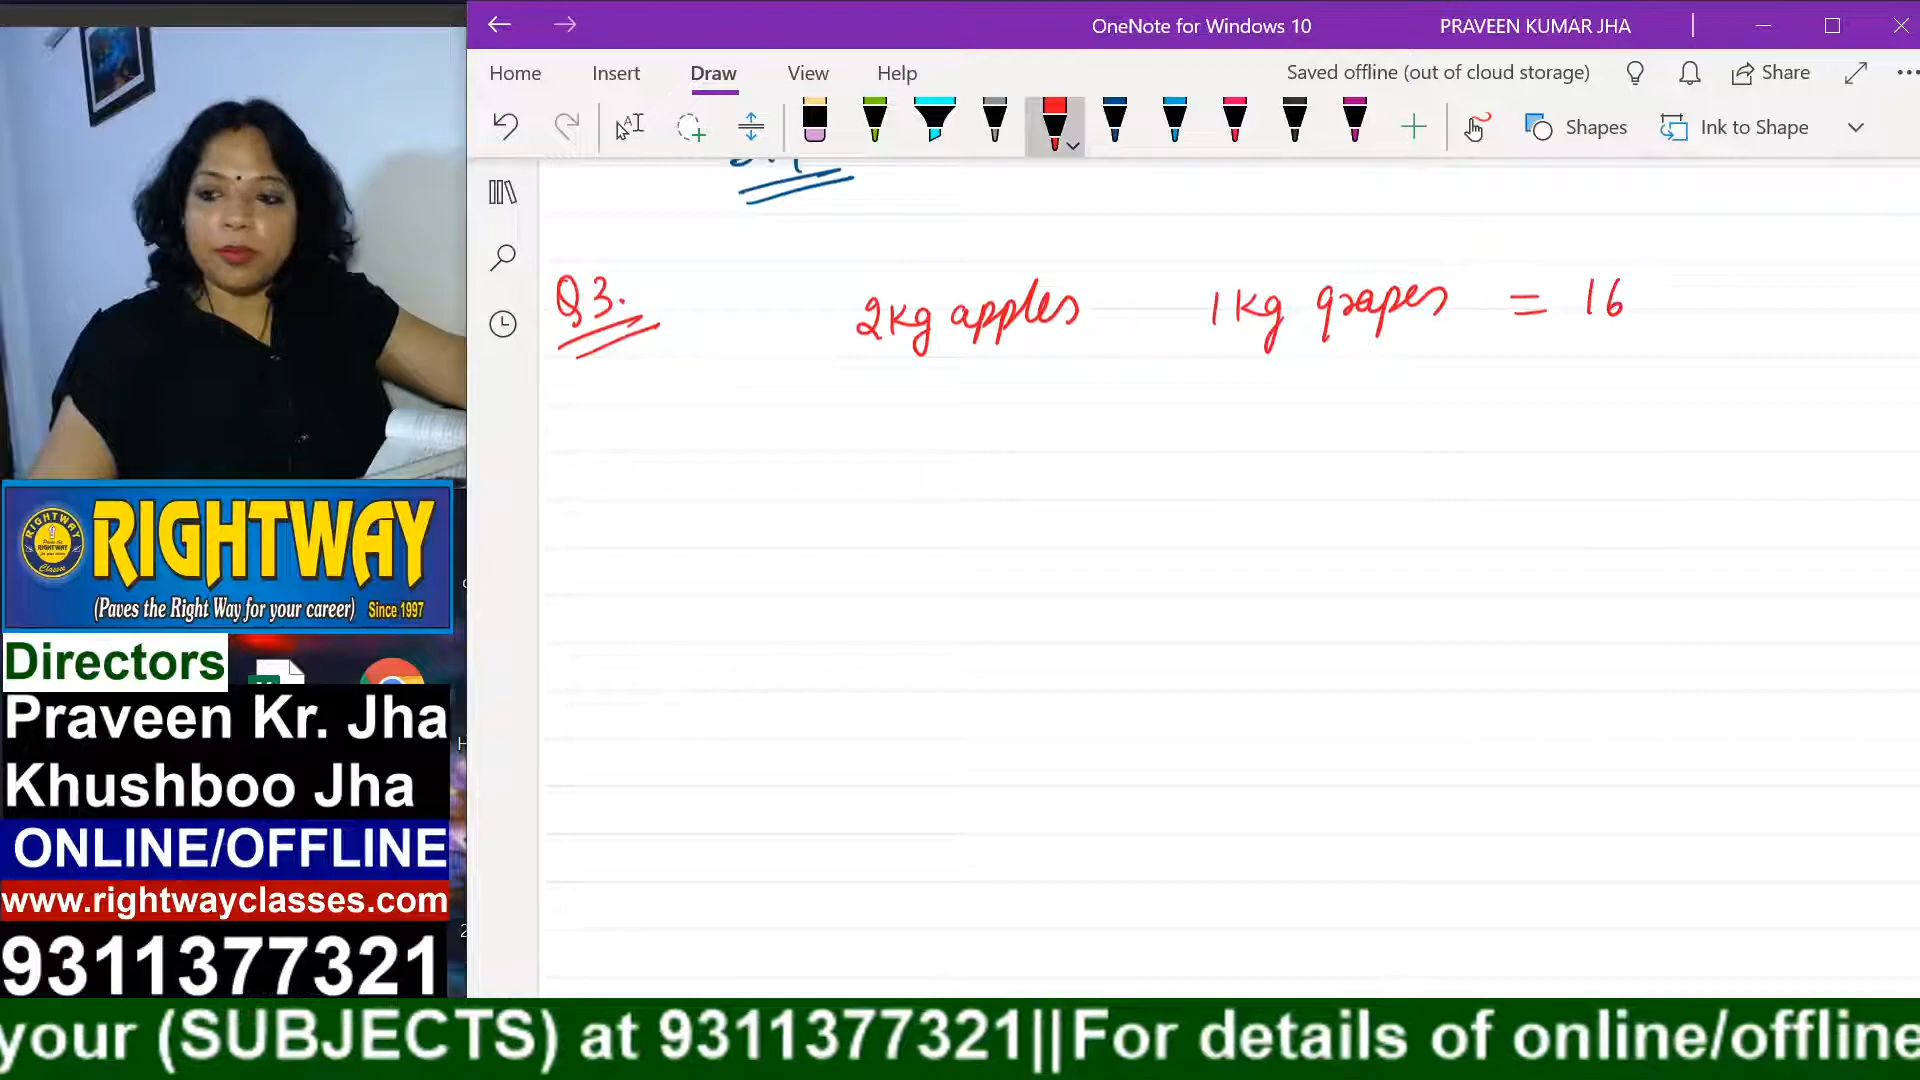 OneNote for Windows 10
PRAVEEN KUMAR JHA
Home Insert Draw View Help
Saved offline (out of cloud storage)
Share
Shapes
Ink to Shape
Q3. 2kg apples 1kg grapes = 16
RIGHTWAY
Classes
RIGHTWAY
(Paves the Right Way for your career) Since 1997
Directors
Praveen Kr. Jha
Khushboo Jha
ONLINE/OFFLINE
www.rightwayclasses.com
9311377321
your (SUBJECTS) at 9311377321||For details of online/offline